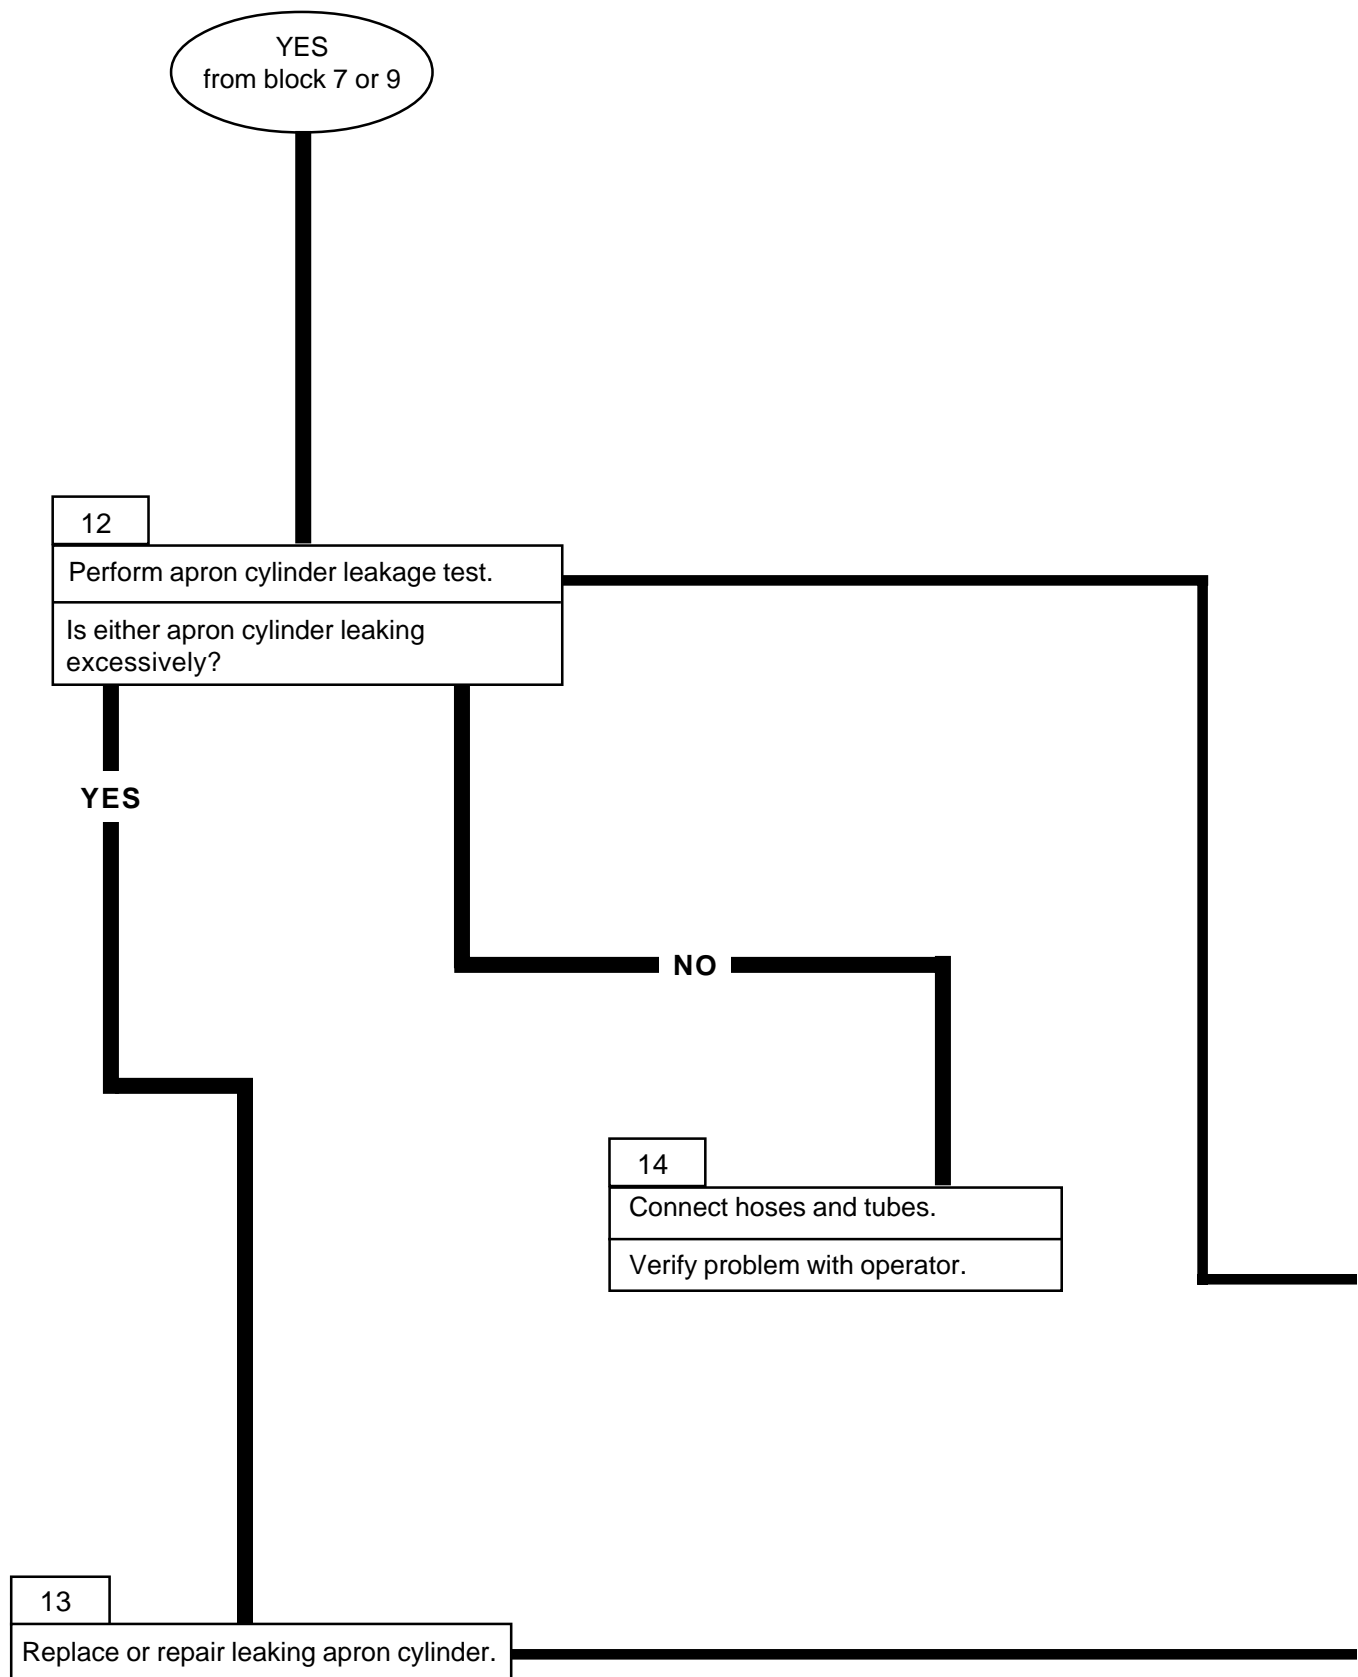 YES
from block 7 or 9
12
Perform apron cylinder leakage test.
Is either apron cylinder leaking
excessively?
YES
NO
14
Connect hoses and tubes.
Verify problem with operator.
13
Replace or repair leaking apron cylinder.